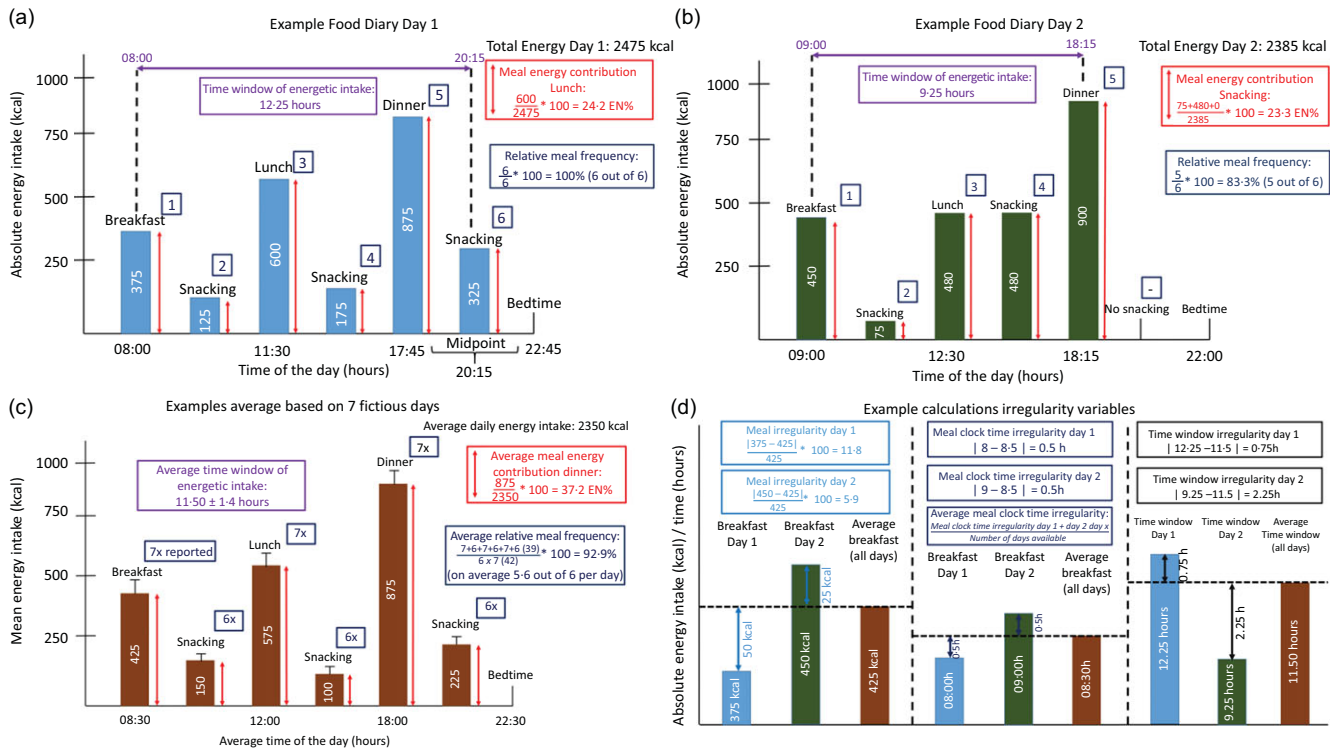 (a)
Example Food Diary Day 1
Total Energy Day 1: 2475 kcal
08:00
20:15
Time window of energetic intake:
12·25 hours
Meal energy contribution
Lunch:
600
2475
* 100 = 24·2 EN%
Relative meal frequency:
6
6
* 100 = 100% (6 out of 6)
Absolute energy intake (kcal)
1000
750
500
250
Breakfast
1
375
Snacking
2
125
Lunch
3
600
Snacking
4
175
Dinner
5
875
Snacking
6
325
Bedtime
08:00
11:30
17:45
Midpoint
20:15
22:45
Time of the day (hours)
(b)
Example Food Diary Day 2
Total Energy Day 2: 2385 kcal
09:00
18:15
Time window of energetic intake:
9·25 hours
Meal energy contribution
Snacking:
75+480+0
2385
* 100 = 23·3 EN%
Relative meal frequency:
5
6
* 100 = 83·3% (5 out of 6)
Absolute energy intake (kcal)
1000
750
500
250
Breakfast
1
450
Snacking
2
75
Lunch
3
480
Snacking
4
480
Dinner
5
900
No snacking
-
Bedtime
09:00
12:30
18:15
22:00
Time of the day (hours)
(c)
Examples average based on 7 fictious days
Average daily energy intake: 2350 kcal
Average time window of
energetic intake:
11·50 ± 1·4 hours
Average meal energy
contribution dinner:
875
2350
* 100 = 37·2 EN%
Average relative meal frequency:
7+6+7+6+7+6 (39)
6 x 7 (42)
* 100 = 92·9%
(on average 5·6 out of 6 per day)
Mean energy intake (kcal)
1000
750
500
250
7x reported
Breakfast
425
6x
Snacking
150
7x
Lunch
575
6x
Snacking
100
7x
Dinner
875
6x
Snacking
225
Bedtime
08:30
12:00
18:00
22:30
Average time of the day (hours)
(d)
Example calculations irregularity variables
Absolute energy intake (kcal) / time (hours)
Meal irregularity day 1
|375 – 425|
425
* 100 = 11·8
Meal irregularity day 2
|450 – 425|
425
* 100 = 5·9
Breakfast
Day 1
Breakfast
Day 2
Average
breakfast
(all days)
50 kcal
25 kcal
375 kcal
450 kcal
425 kcal
Meal clock time irregularity day 1
| 8 – 8·5 | = 0.5 h
Meal clock time irregularity day 2
| 9 – 8·5 | = 0.5h
Average meal clock time irregularity:
Meal clock time irregularity day 1 + day 2 day x
Number of days available
Breakfast
Day 1
Breakfast
Day 2
Average
breakfast
(all days)
0·5h
0·5h
08:00h
09:00h
08:30h
Time window irregularity day 1
| 12·25 –11·5 | = 0·75h
Time window irregularity day 2
| 9.25 –11.5 | = 2.25h
Time window
Day 1
Time window
Day 2
Average
Time window
(all days)
0.75 h
2.25 h
12.25 hours
9.25 hours
11.50 hours